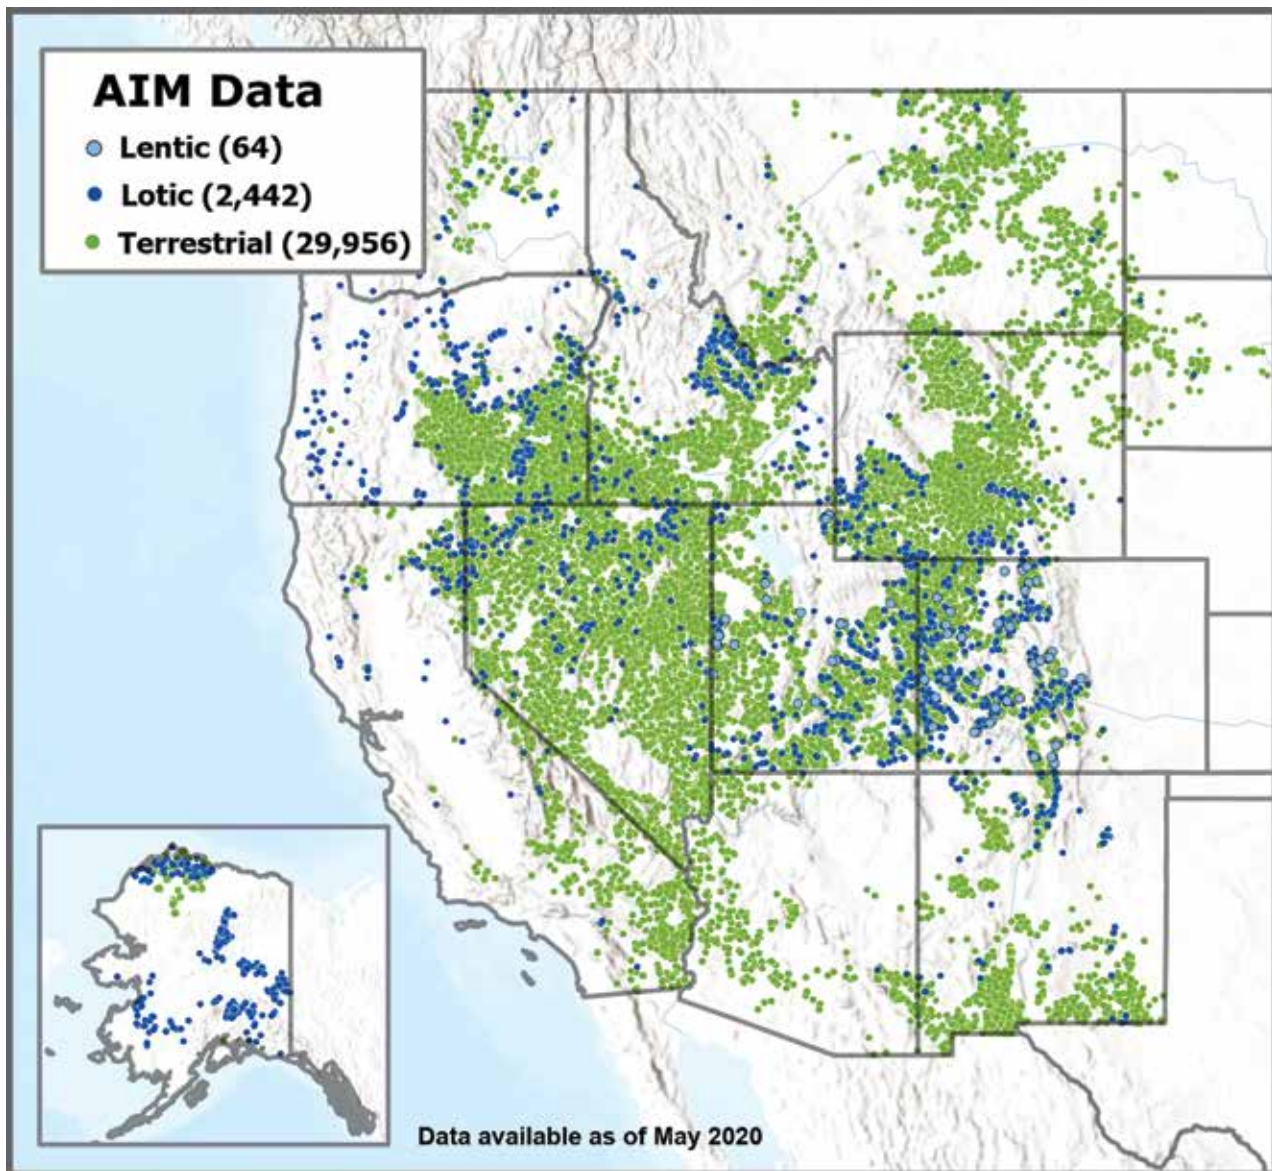 AIM Data
Lentic (64)
Lotic (2,442)
Terrestrial (29,956)
Data available as of May 2020